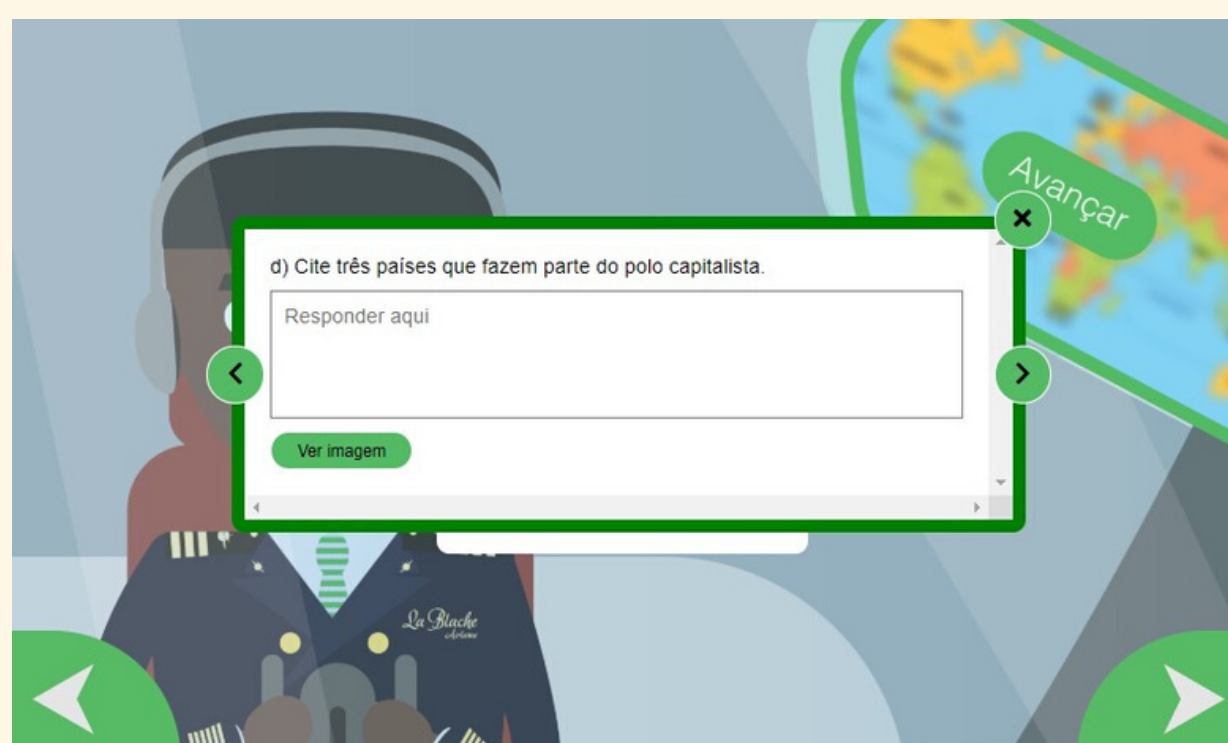 Avançar
d) Cite três países que fazem parte do polo capitalista.
Responder aqui
Ver imagem
La Blache